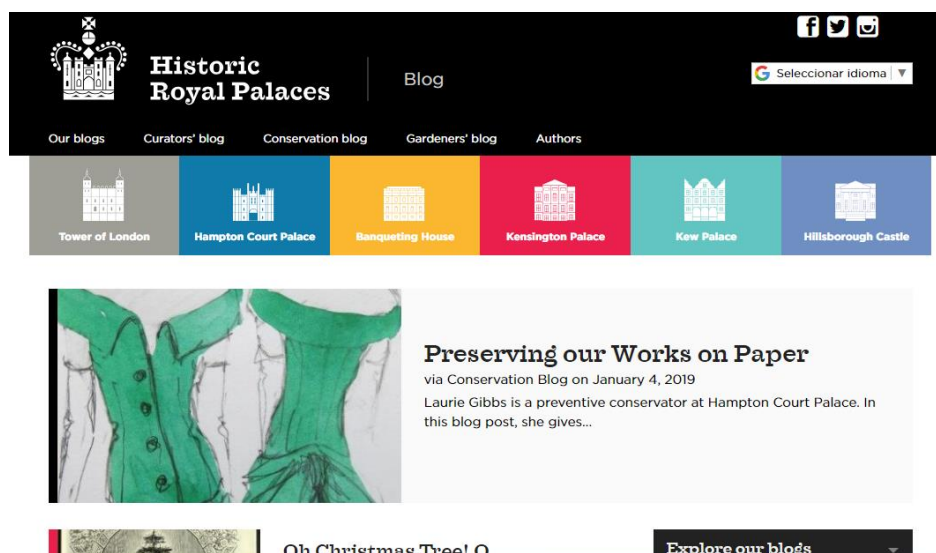 Historic
Royal Palaces
Blog
Seleccionar idioma
Our blogs Curators' blog Conservation blog Gardeners' blog Authors
Tower of London Hampton Court Palace Banqueting House Kensington Palace Kew Palace Hillsborough Castle
Preserving our Works on Paper
via Conservation Blog on January 4, 2019
Laurie Gibbs is a preventive conservator at Hampton Court Palace. In
this blog post, she gives...
Oh Christmas Tree! O
Explore our blogs